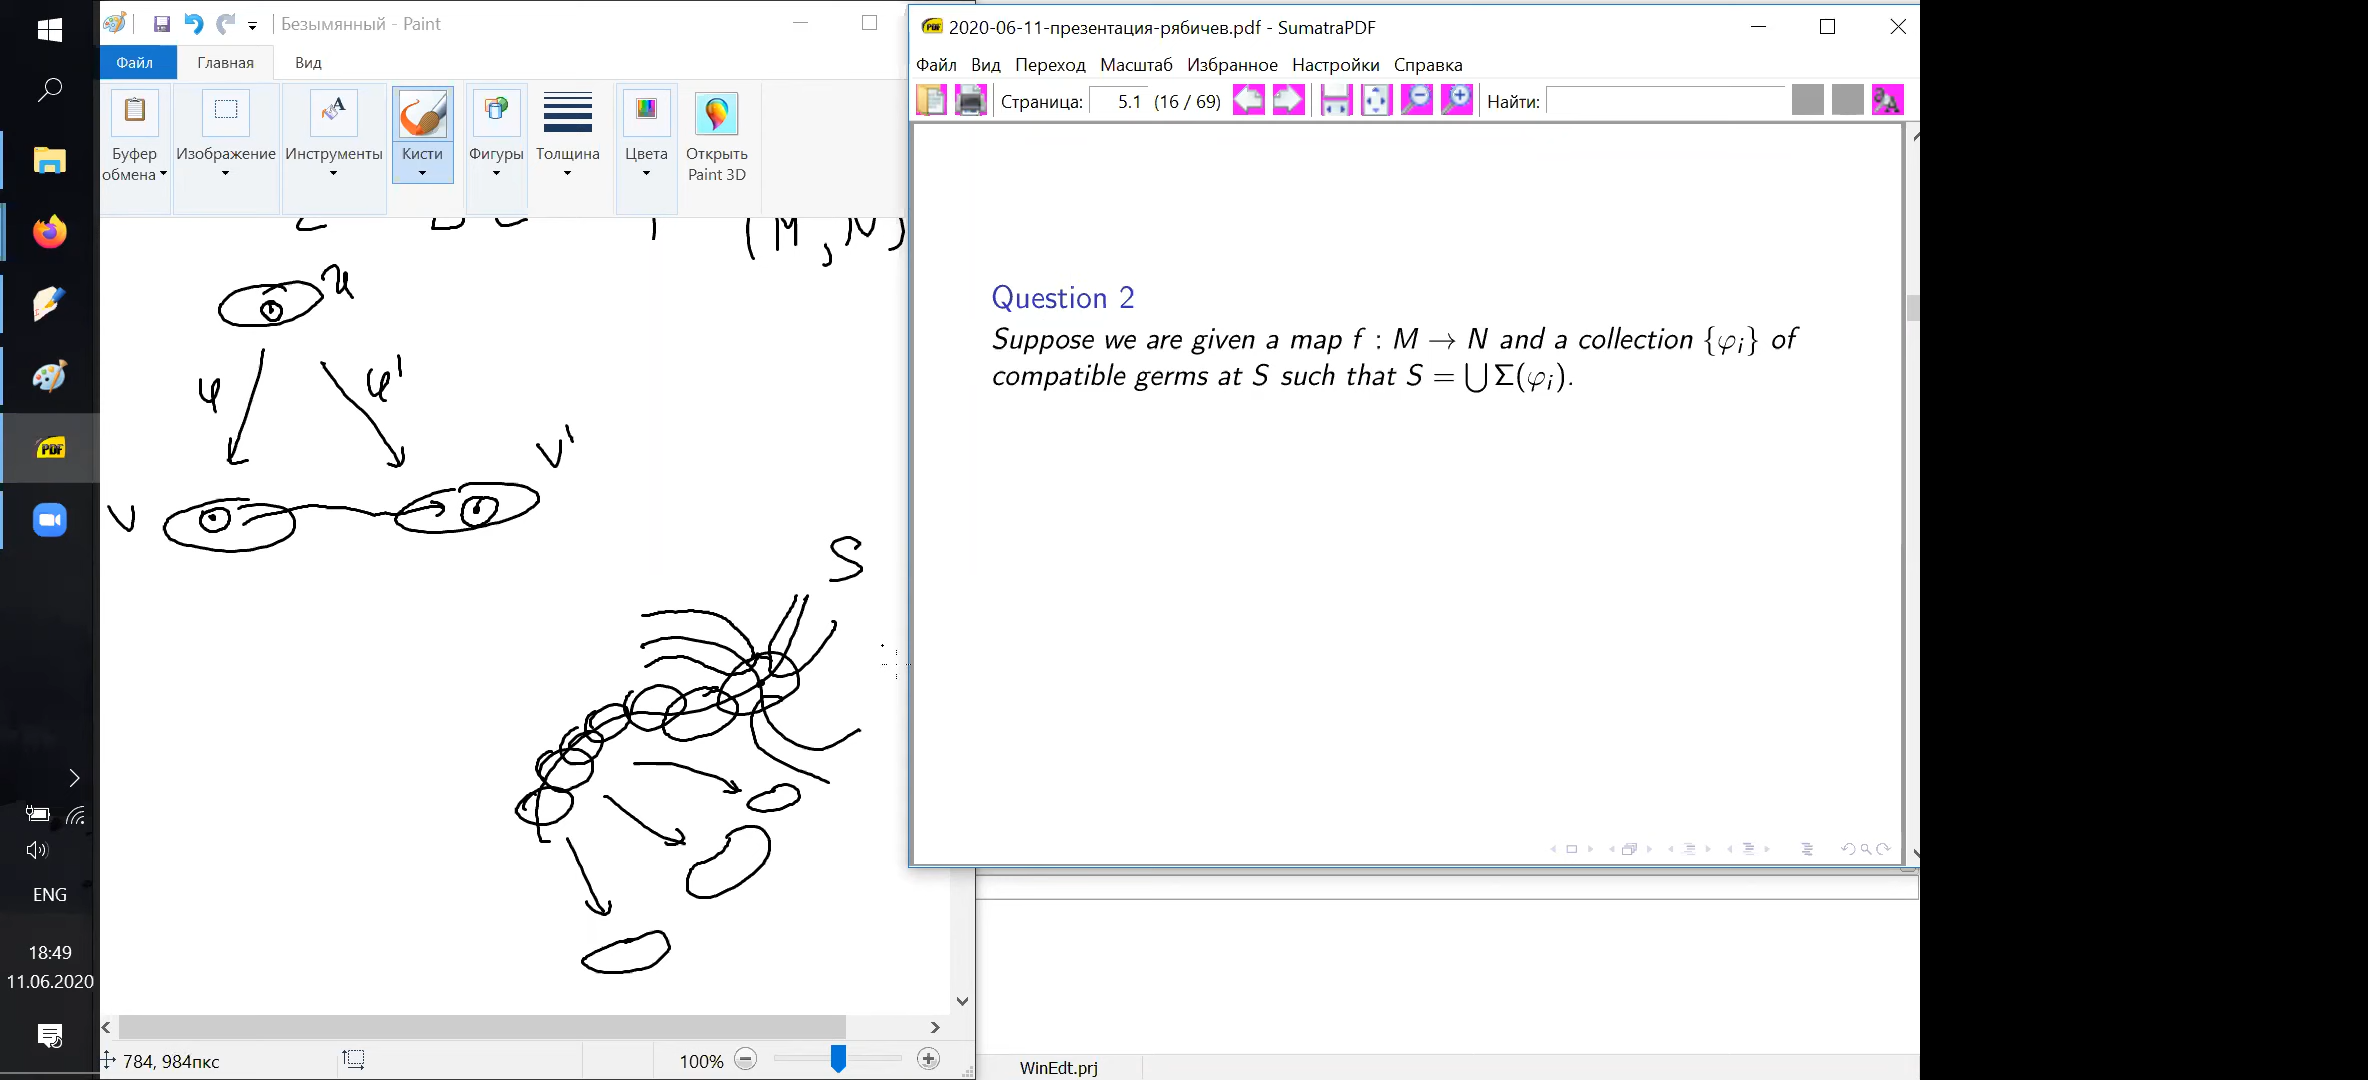 Безымянный - Paint
Файл Главная Вид
Буфер обмена
Изображение
Инструменты
Кисти
Фигуры
Толщина
Цвета
Открыть Paint 3D
(M, N)
U
φ φ'
V'
V
S
ENG
18:49
11.06.2020
784, 984пкс
100%
2020-06-11-презентация-рябичев.pdf - SumatraPDF
Файл Вид Переход Масштаб Избранное Настройки Справка
Страница: 5.1 (16 / 69) Найти:
Question 2
Suppose we are given a map f : M → N and a collection {φᵢ} of
compatible germs at S such that S = ⋃ Σ(φᵢ).
WinEdt.prj
PDF